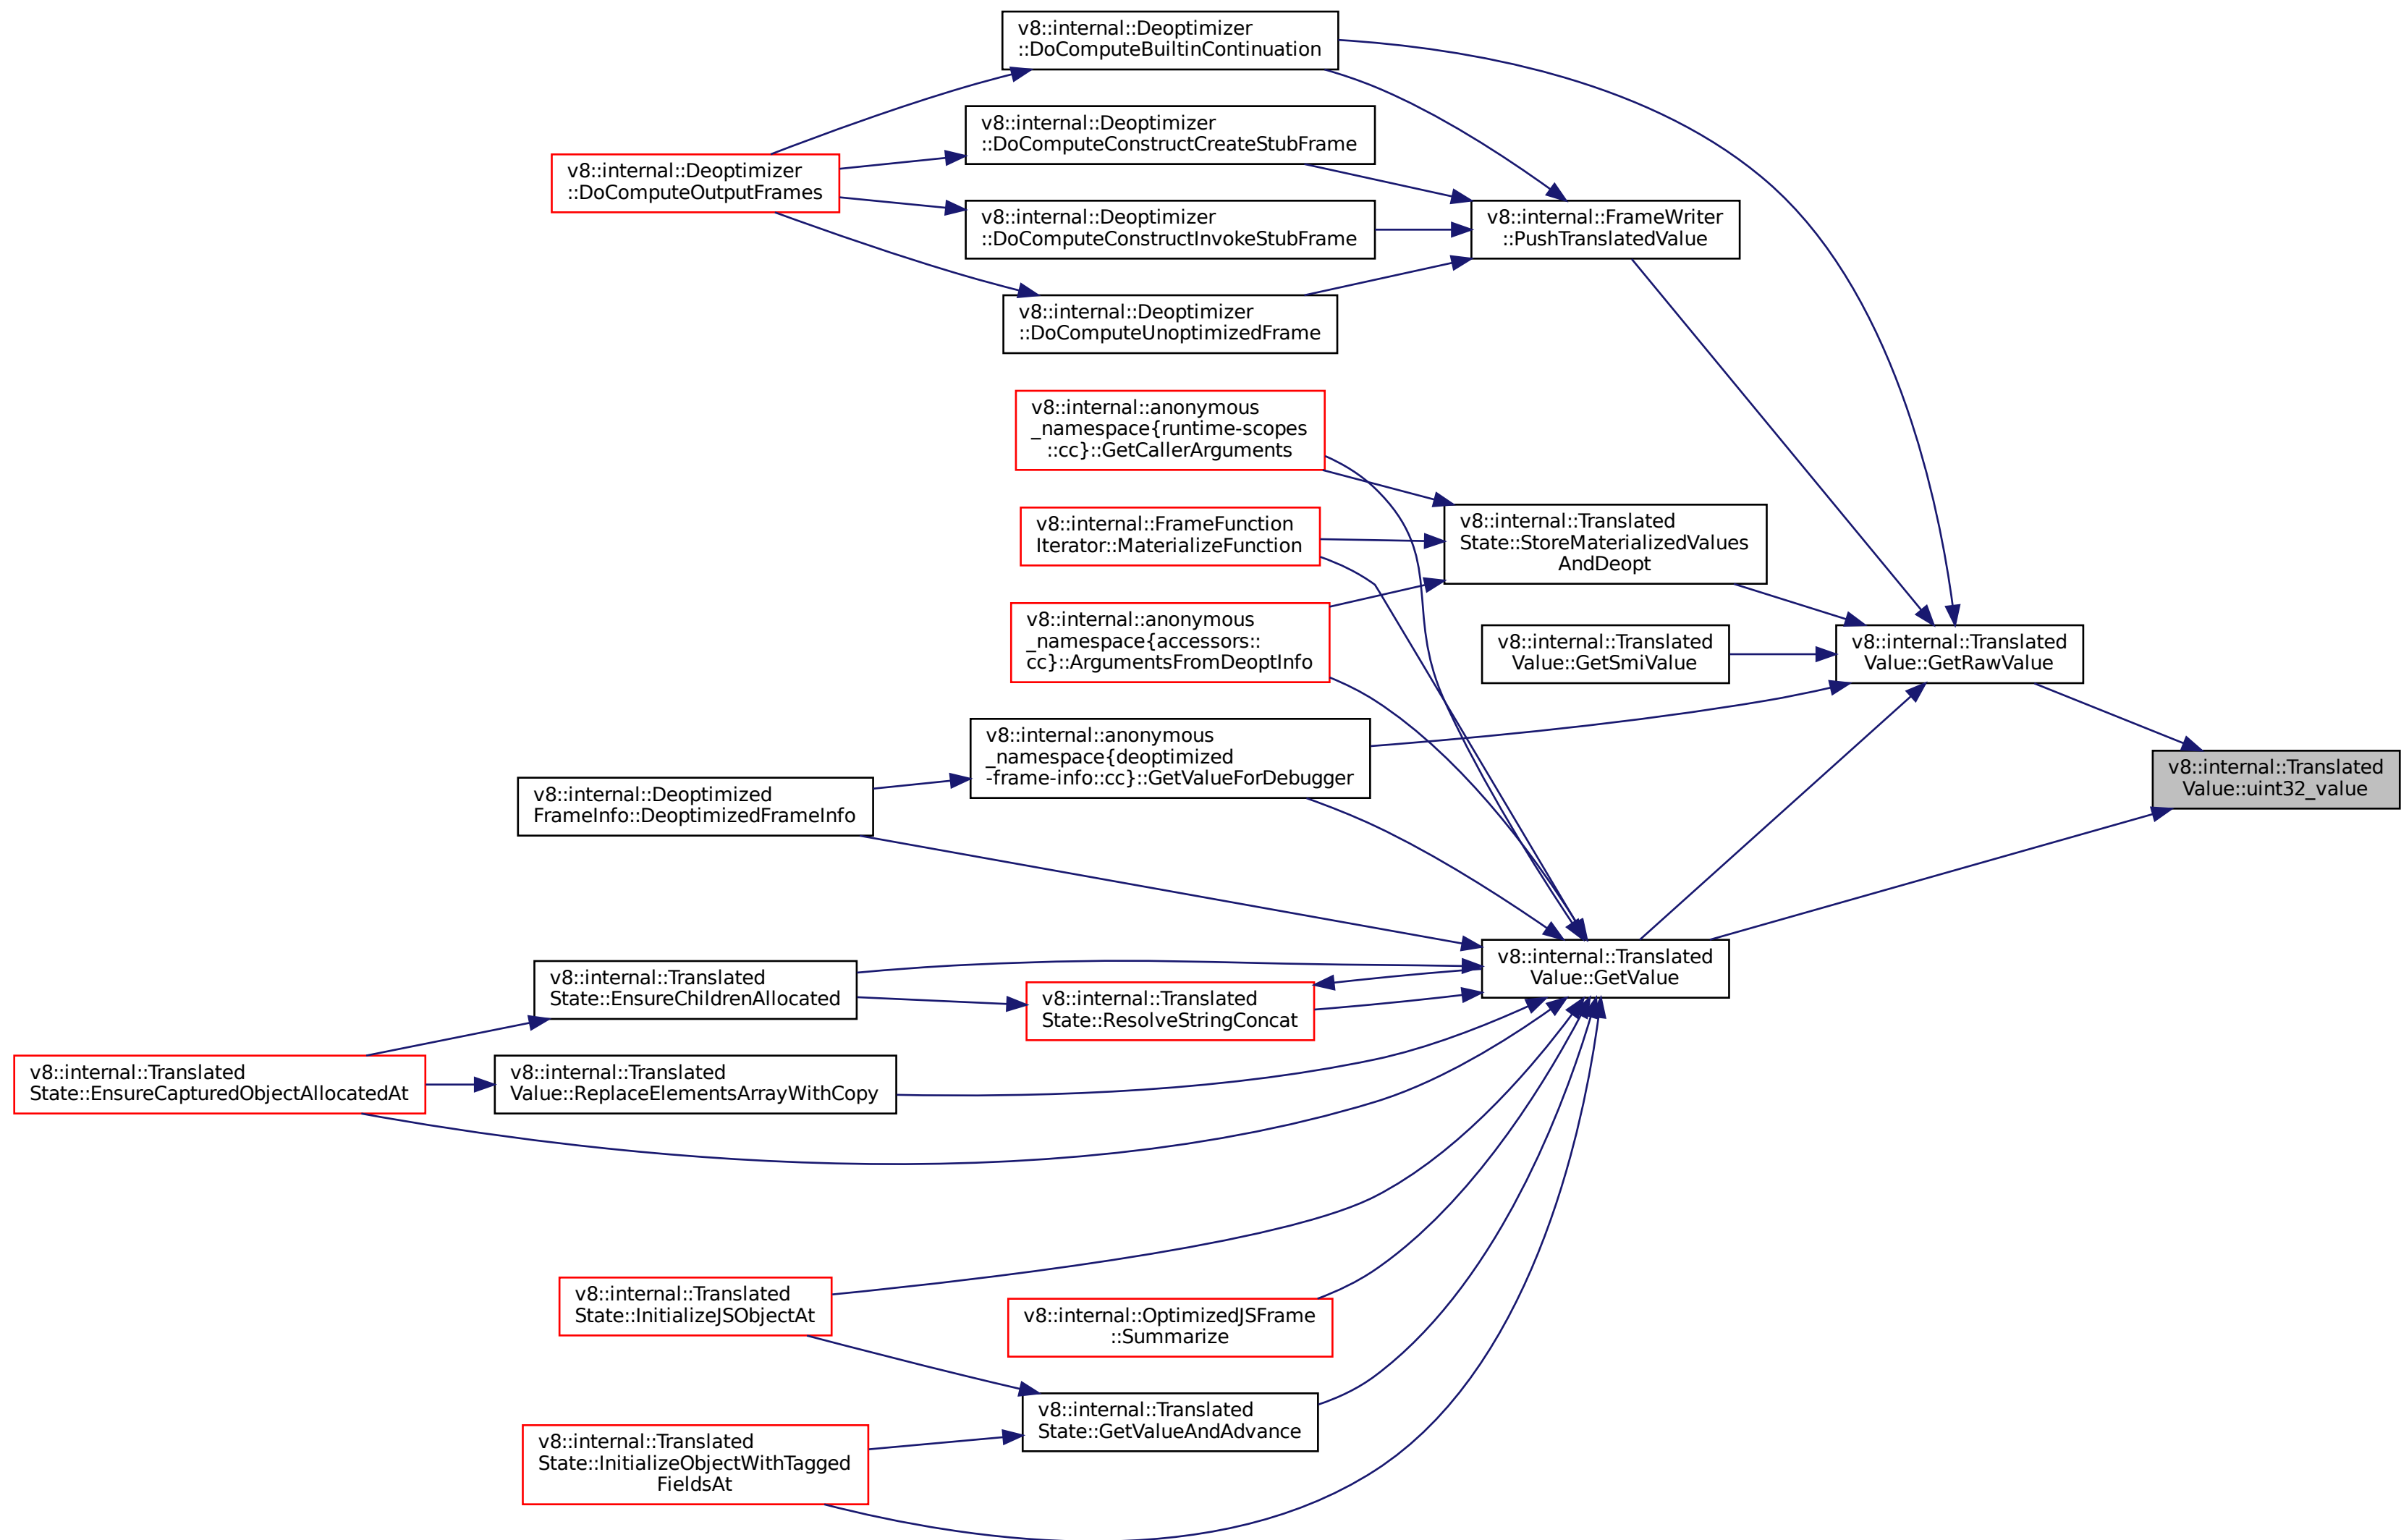 v8::internal::Deoptimizer
::DoComputeBuiltinContinuation
v8::internal::Deoptimizer
::DoComputeConstructCreateStubFrame
v8::internal::Deoptimizer
::DoComputeOutputFrames
v8::internal::Deoptimizer
::DoComputeConstructInvokeStubFrame
v8::internal::FrameWriter
::PushTranslatedValue
v8::internal::Deoptimizer
::DoComputeUnoptimizedFrame
v8::internal::anonymous
_namespace{runtime-scopes
::cc}::GetCallerArguments
v8::internal::FrameFunction
Iterator::MaterializeFunction
v8::internal::Translated
State::StoreMaterializedValues
AndDeopt
v8::internal::anonymous
_namespace{accessors::
cc}::ArgumentsFromDeoptInfo
v8::internal::Translated
Value::GetSmiValue
v8::internal::Translated
Value::GetRawValue
v8::internal::anonymous
_namespace{deoptimized
-frame-info::cc}::GetValueForDebugger
v8::internal::Translated
Value::uint32_value
v8::internal::Deoptimized
FrameInfo::DeoptimizedFrameInfo
v8::internal::Translated
Value::GetValue
v8::internal::Translated
State::EnsureChildrenAllocated
v8::internal::Translated
State::ResolveStringConcat
v8::internal::Translated
State::EnsureCapturedObjectAllocatedAt
v8::internal::Translated
Value::ReplaceElementsArrayWithCopy
v8::internal::Translated
State::InitializeJSObjectAt
v8::internal::OptimizedJSFrame
::Summarize
v8::internal::Translated
State::GetValueAndAdvance
v8::internal::Translated
State::InitializeObjectWithTagged
FieldsAt